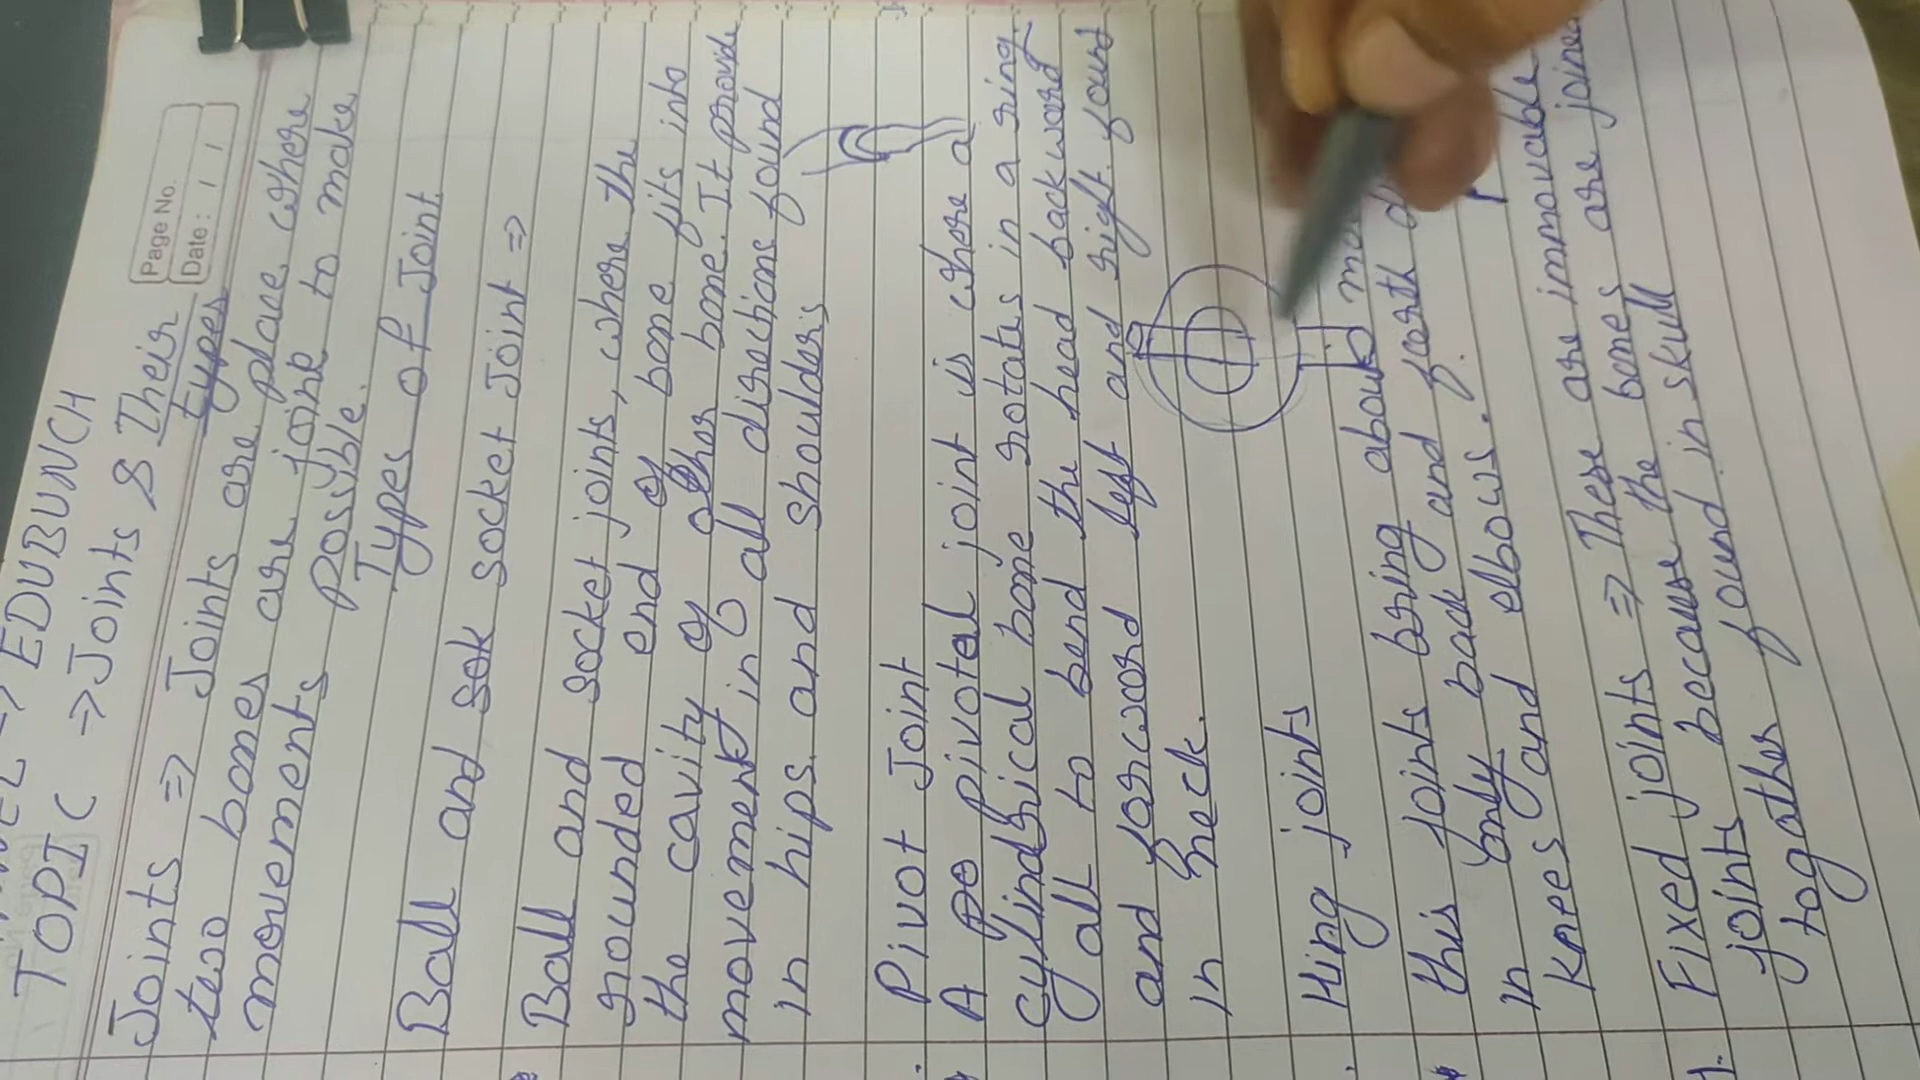 EDUBUNCH
TOPIC ⇒ Joints & Their
types
Page No.
Date: / /
Joints ⇒ Joints are place, where
two bones are joint to make
movements possyble.
Types of Joint
Ball and sok socket Joint ⇒
Ball and socket joints, where the
rounded end of bone fits into
the cavity of other bone. It provide
movement in all directions found
in hips and shoulders
Pivot Joint
A pivotal joint is where a
cylindrical bone rotates in a ring.
all to bend the head backward
and forward left and right. found
in neck.
Hing joints
this joints bring about
in only back and forth
Knees and elbows.
Fixed joints ⇒ These are immovable
joints because the bones are joined
togather found in skull